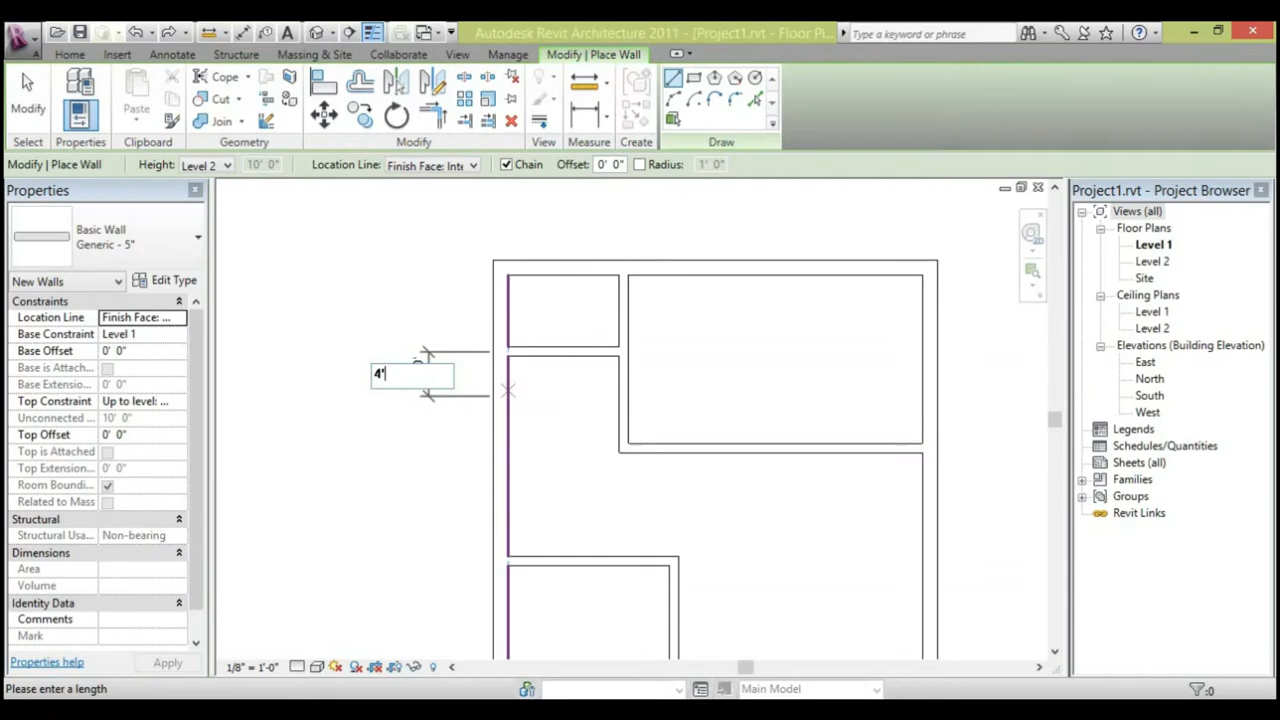 Autodesk Revit Architecture 2011 - [Project1.rvt - Floor Pl...
Type a keyword or phrase
Home Insert Annotate Structure Massing & Site Collaborate View Manage Modify | Place Wall
Modify Paste Cope Cut Join
Select Properties Clipboard Geometry Modify View Measure Create Draw
Modify | Place Wall Height: Level 2 10' 0" Location Line: Finish Face: Inte Chain Offset: 0' 0" Radius: 1' 0"
Properties
Basic Wall
Generic - 5"
New Walls Edit Type
Constraints
Location Line Finish Face: ...
Base Constraint Level 1
Base Offset 0' 0"
Base is Attach...
Base Extensio... 0' 0"
Top Constraint Up to level: ...
Unconnected ... 10' 0"
Top Offset 0' 0"
Top is Attached
Top Extension... 0' 0"
Room Boundi...
Related to Mass
Structural
Structural Usa... Non-bearing
Dimensions
Area
Volume
Identity Data
Comments
Mark
Properties help Apply
4'
1/8" = 1'-0"
Project1.rvt - Project Browser
Views (all)
Floor Plans
Level 1
Level 2
Site
Ceiling Plans
Level 1
Level 2
Elevations (Building Elevation)
East
North
South
West
Legends
Schedules/Quantities
Sheets (all)
Families
Groups
Revit Links
Please enter a length Main Model :0